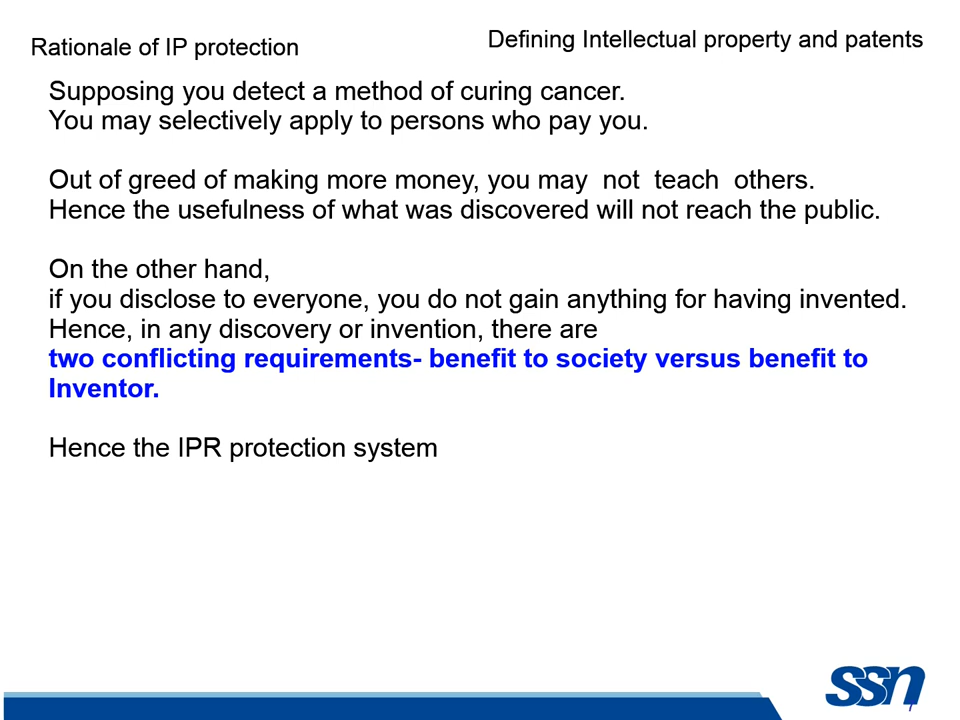 Rationale of IP protection
Defining Intellectual property and patents
Supposing you detect a method of curing cancer.
You may selectively apply to persons who pay you.
Out of greed of making more money, you may not teach others.
Hence the usefulness of what was discovered will not reach the public.
On the other hand,
if you disclose to everyone, you do not gain anything for having invented.
Hence, in any discovery or invention, there are
two conflicting requirements- benefit to society versus benefit to
Inventor.
Hence the IPR protection system
ssn
7